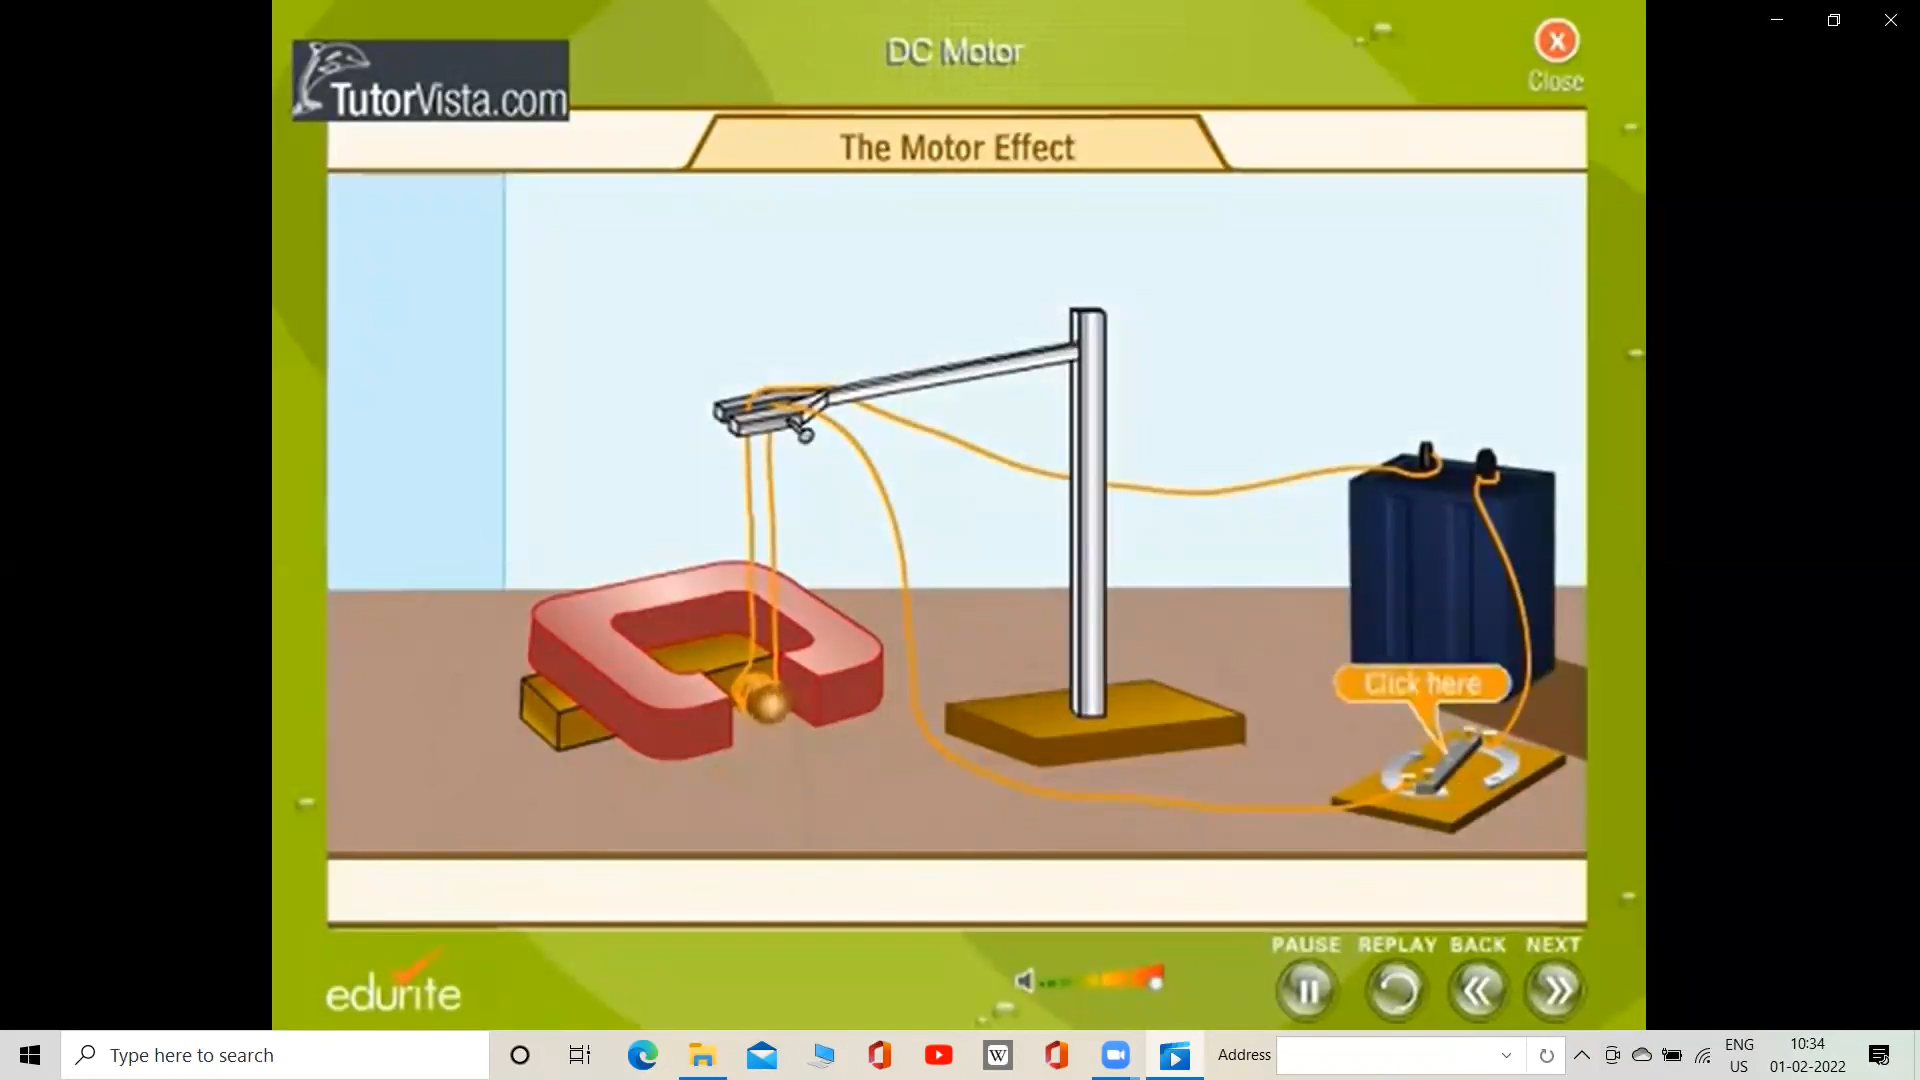 DC Motor
Close
TutorVista.com
The Motor Effect
Click here
PAUSE REPLAY BACK NEXT
edurite
Type here to search
W
Address
ENG
US
10:34
01-02-2022